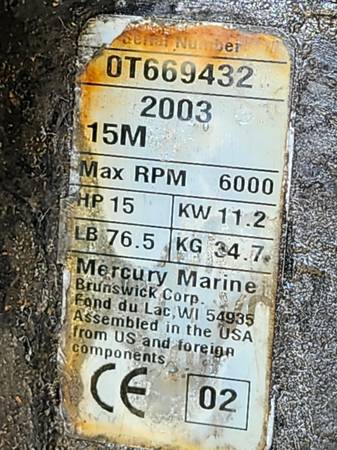 Serial Number
0T669432
2003
15M
Max RPM 6000
HP 15 KW 11.2
LB 76.5 KG 34.7
Mercury Marine
Brunswick Corp.
Fond du Lac,WI 54935
Assembled in the USA
from US and foreign
components.
CE 02